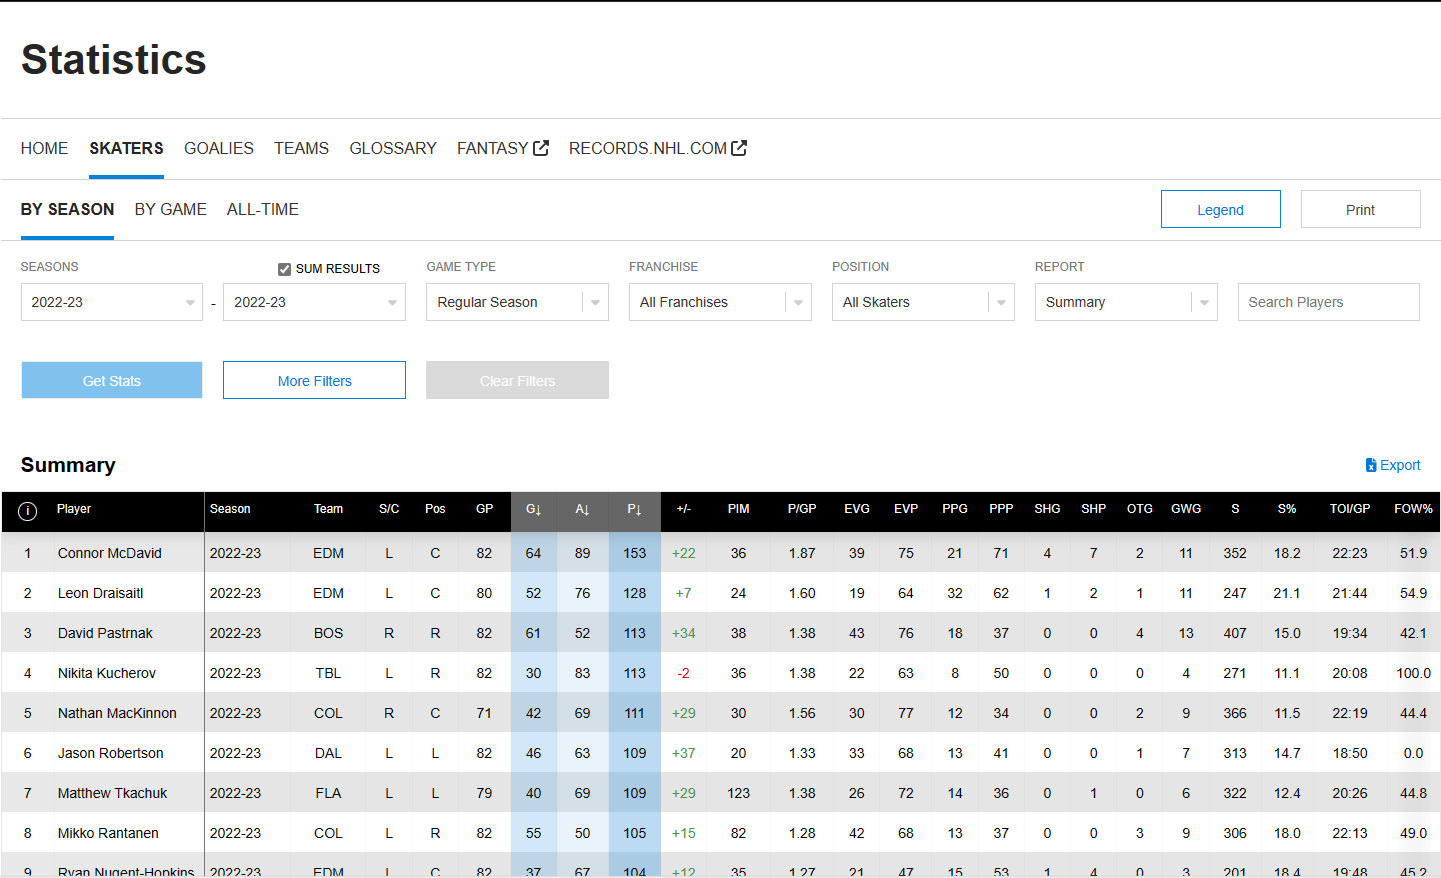 Statistics
HOME SKATERS GOALIES TEAMS GLOSSARY FANTASY RECORDS.NHL.COM
BY SEASON BY GAME ALL-TIME Legend Print
SEASONS SUM RESULTS GAME TYPE FRANCHISE POSITION REPORT
2022-23 - 2022-23 Regular Season All Franchises All Skaters Summary Search Players
Get Stats More Filters Clear Filters
Summary Export
i Player Season Team S/C Pos GP G↓ A↓ P↓ +/- PIM P/GP EVG EVP PPG PPP SHG SHP OTG GWG S S% TOI/GP FOW%
1 Connor McDavid 2022-23 EDM L C 82 64 89 153 +22 36 1.87 39 75 21 71 4 7 2 11 352 18.2 22:23 51.9
2 Leon Draisaitl 2022-23 EDM L C 80 52 76 128 +7 24 1.60 19 64 32 62 1 2 1 11 247 21.1 21:44 54.9
3 David Pastrnak 2022-23 BOS R R 82 61 52 113 +34 38 1.38 43 76 18 37 0 0 4 13 407 15.0 19:34 42.1
4 Nikita Kucherov 2022-23 TBL L R 82 30 83 113 -2 36 1.38 22 63 8 50 0 0 0 4 271 11.1 20:08 100.0
5 Nathan MacKinnon 2022-23 COL R C 71 42 69 111 +29 30 1.56 30 77 12 34 0 0 2 9 366 11.5 22:19 44.4
6 Jason Robertson 2022-23 DAL L L 82 46 63 109 +37 20 1.33 33 68 13 41 0 0 1 7 313 14.7 18:50 0.0
7 Matthew Tkachuk 2022-23 FLA L L 79 40 69 109 +29 123 1.38 26 72 14 36 0 1 0 6 322 12.4 20:26 44.8
8 Mikko Rantanen 2022-23 COL L R 82 55 50 105 +15 82 1.28 42 68 13 37 0 0 3 9 306 18.0 22:13 49.0
9 Ryan Nugent-Hopkins 2022-23 EDM L C 82 37 67 104 +12 35 1.27 21 47 15 53 1 4 0 3 201 18.4 19:48 45.2